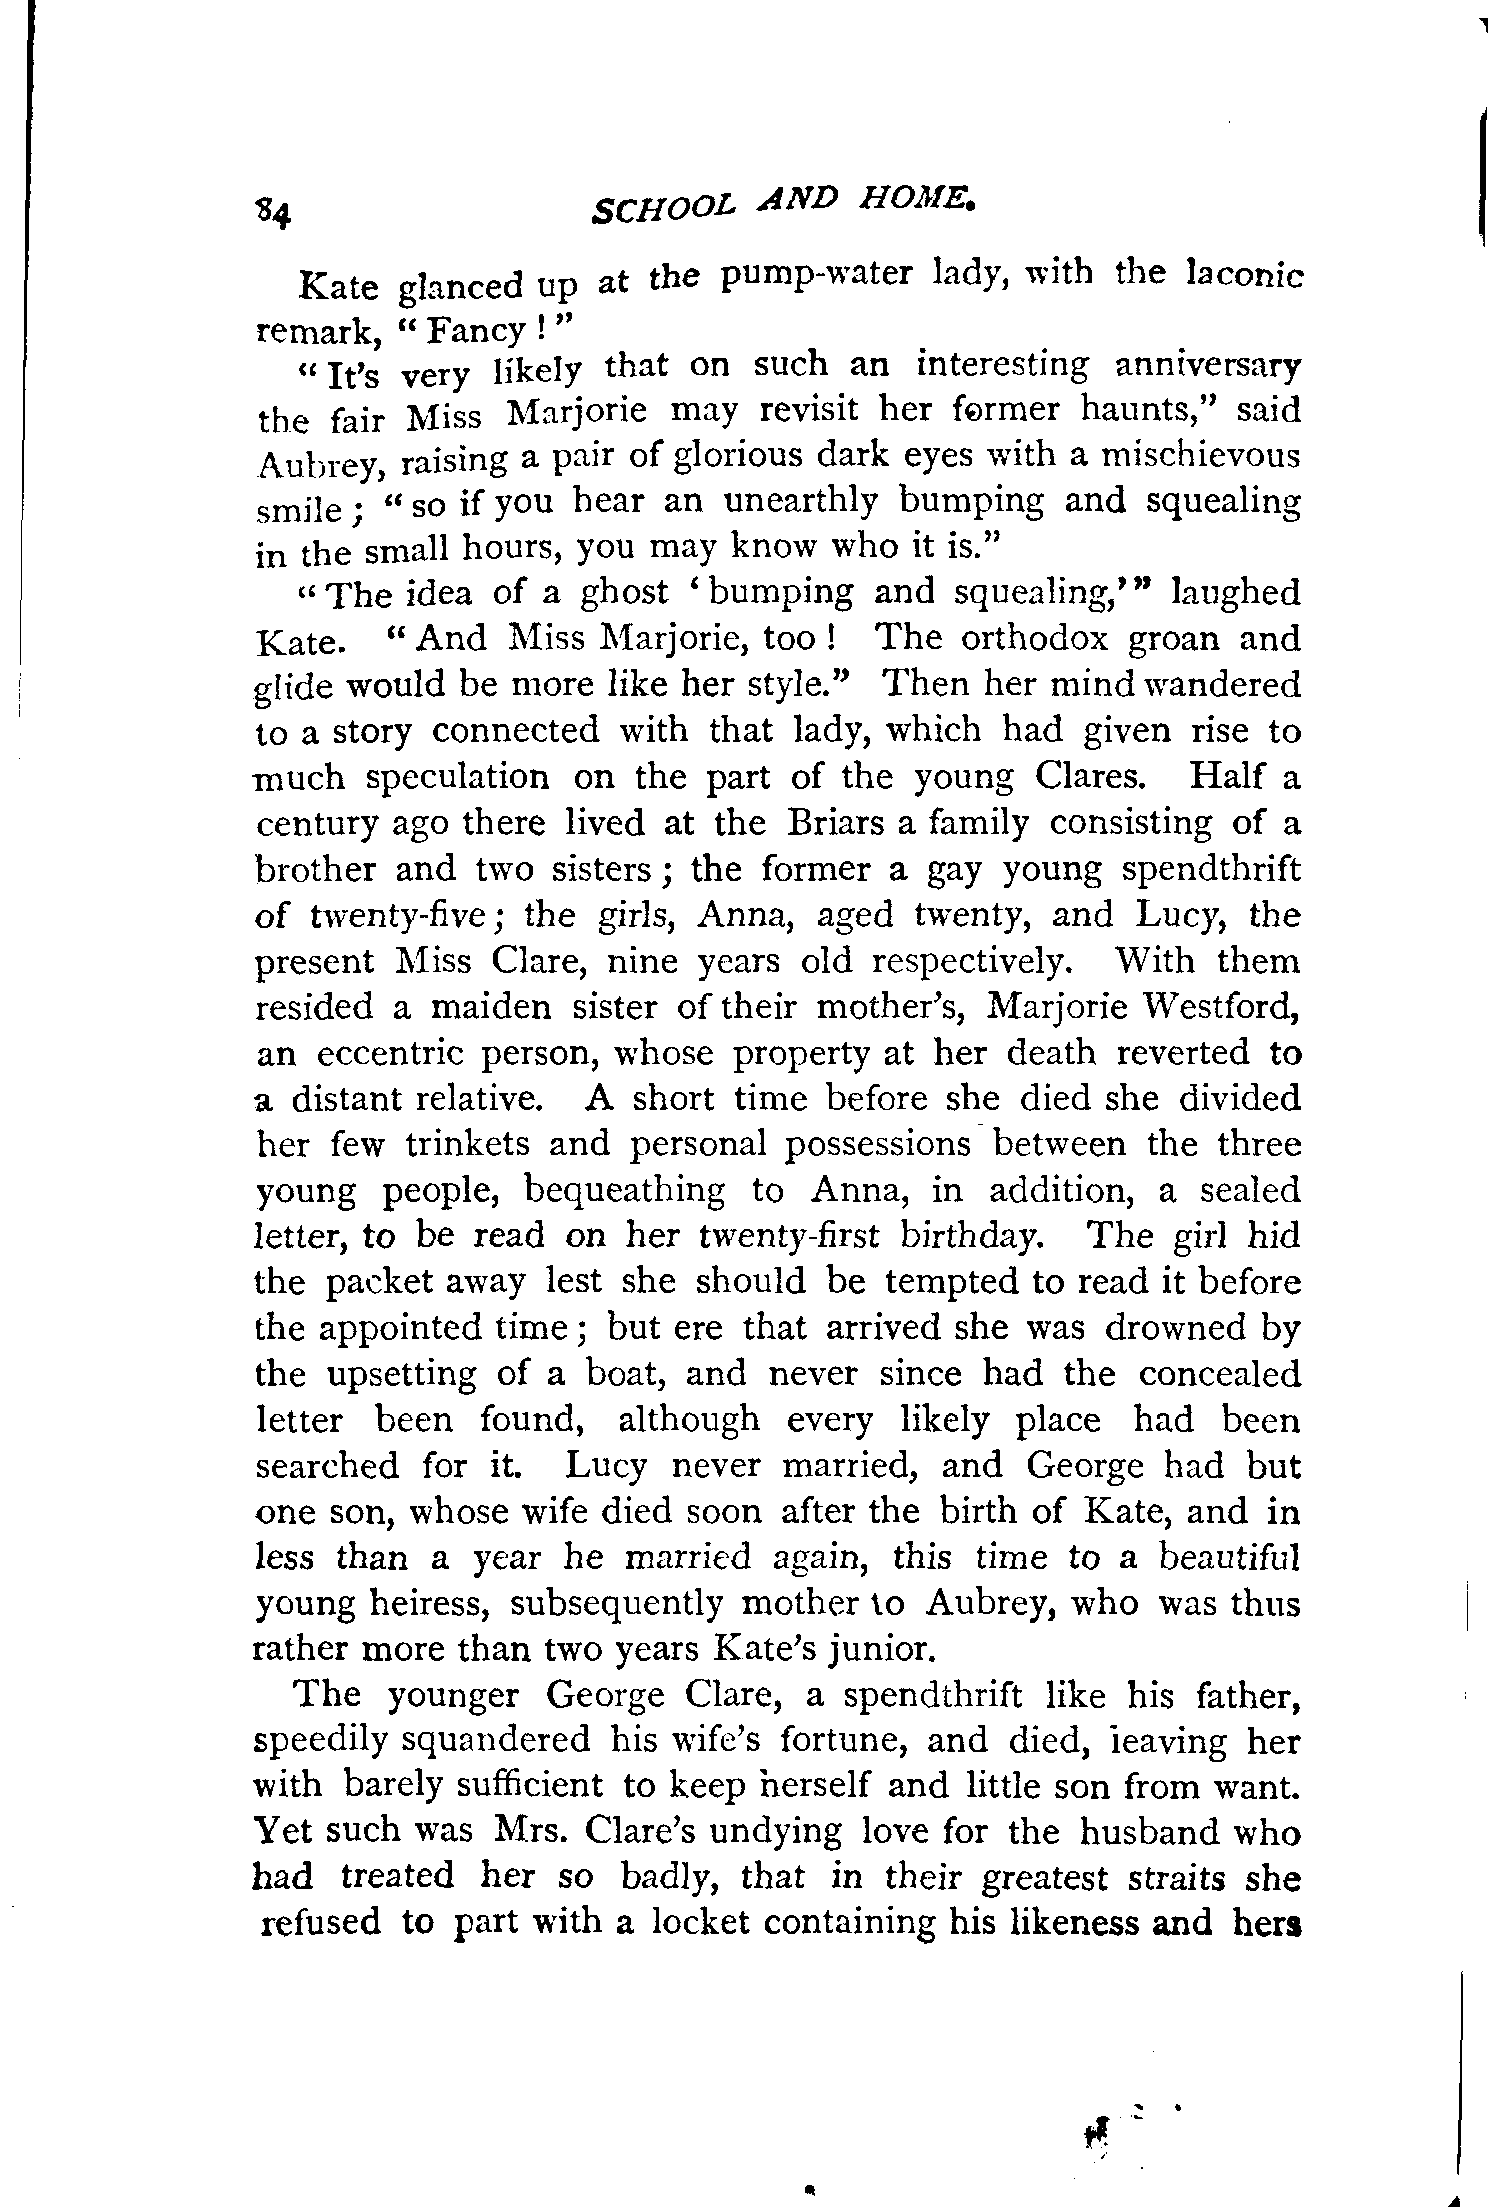 84 SCHOOL AND HOME.
Kate glanced up at the pump-water lady, with the laconic
remark, “ Fancy ! ”
“ It's very likely that on such an interesting anniversary
the fair Miss Marjorie may revisit her former haunts,” said
Aubrey, raising a pair of glorious dark eyes with a mischievous
smile ; “ so if you hear an unearthly bumping and squealing
in the small hours, you may know who it is.”
“ The idea of a ghost ‘ bumping and squealing,’ ” laughed
Kate. “ And Miss Marjorie, too ! The orthodox groan and
glide would be more like her style.” Then her mind wandered
to a story connected with that lady, which had given rise to
much speculation on the part of the young Clares. Half a
century ago there lived at the Briars a family consisting of a
brother and two sisters ; the former a gay young spendthrift
of twenty-five ; the girls, Anna, aged twenty, and Lucy, the
present Miss Clare, nine years old respectively. With them
resided a maiden sister of their mother's, Marjorie Westford,
an eccentric person, whose property at her death reverted to
a distant relative. A short time before she died she divided
her few trinkets and personal possessions between the three
young people, bequeathing to Anna, in addition, a sealed
letter, to be read on her twenty-first birthday. The girl hid
the packet away lest she should be tempted to read it before
the appointed time ; but ere that arrived she was drowned by
the upsetting of a boat, and never since had the concealed
letter been found, although every likely place had been
searched for it. Lucy never married, and George had but
one son, whose wife died soon after the birth of Kate, and in
less than a year he married again, this time to a beautiful
young heiress, subsequently mother to Aubrey, who was thus
rather more than two years Kate's junior.
The younger George Clare, a spendthrift like his father,
speedily squandered his wife's fortune, and died, leaving her
with barely sufficient to keep herself and little son from want.
Yet such was Mrs. Clare's undying love for the husband who
had treated her so badly, that in their greatest straits she
refused to part with a locket containing his likeness and hers